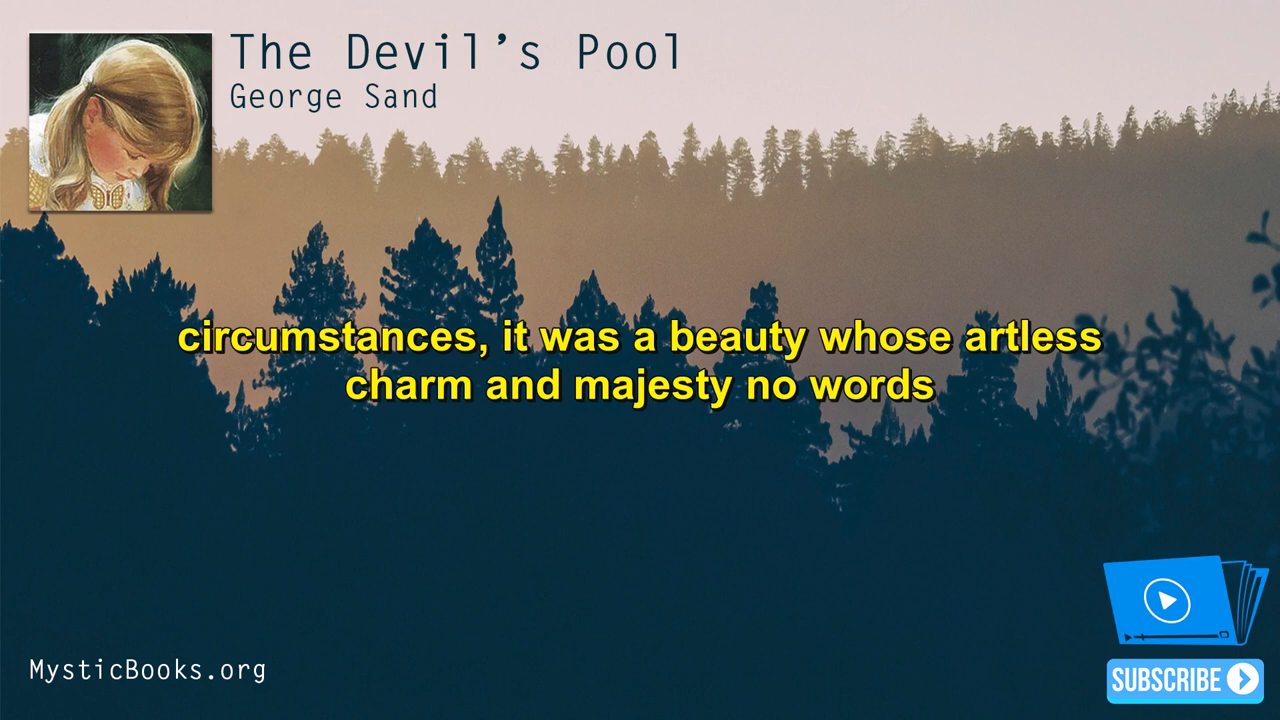 The Devil's Pool
George Sand
circumstances, it was a beauty whose artless
charm and majesty no words
MysticBooks.org
SUBSCRIBE